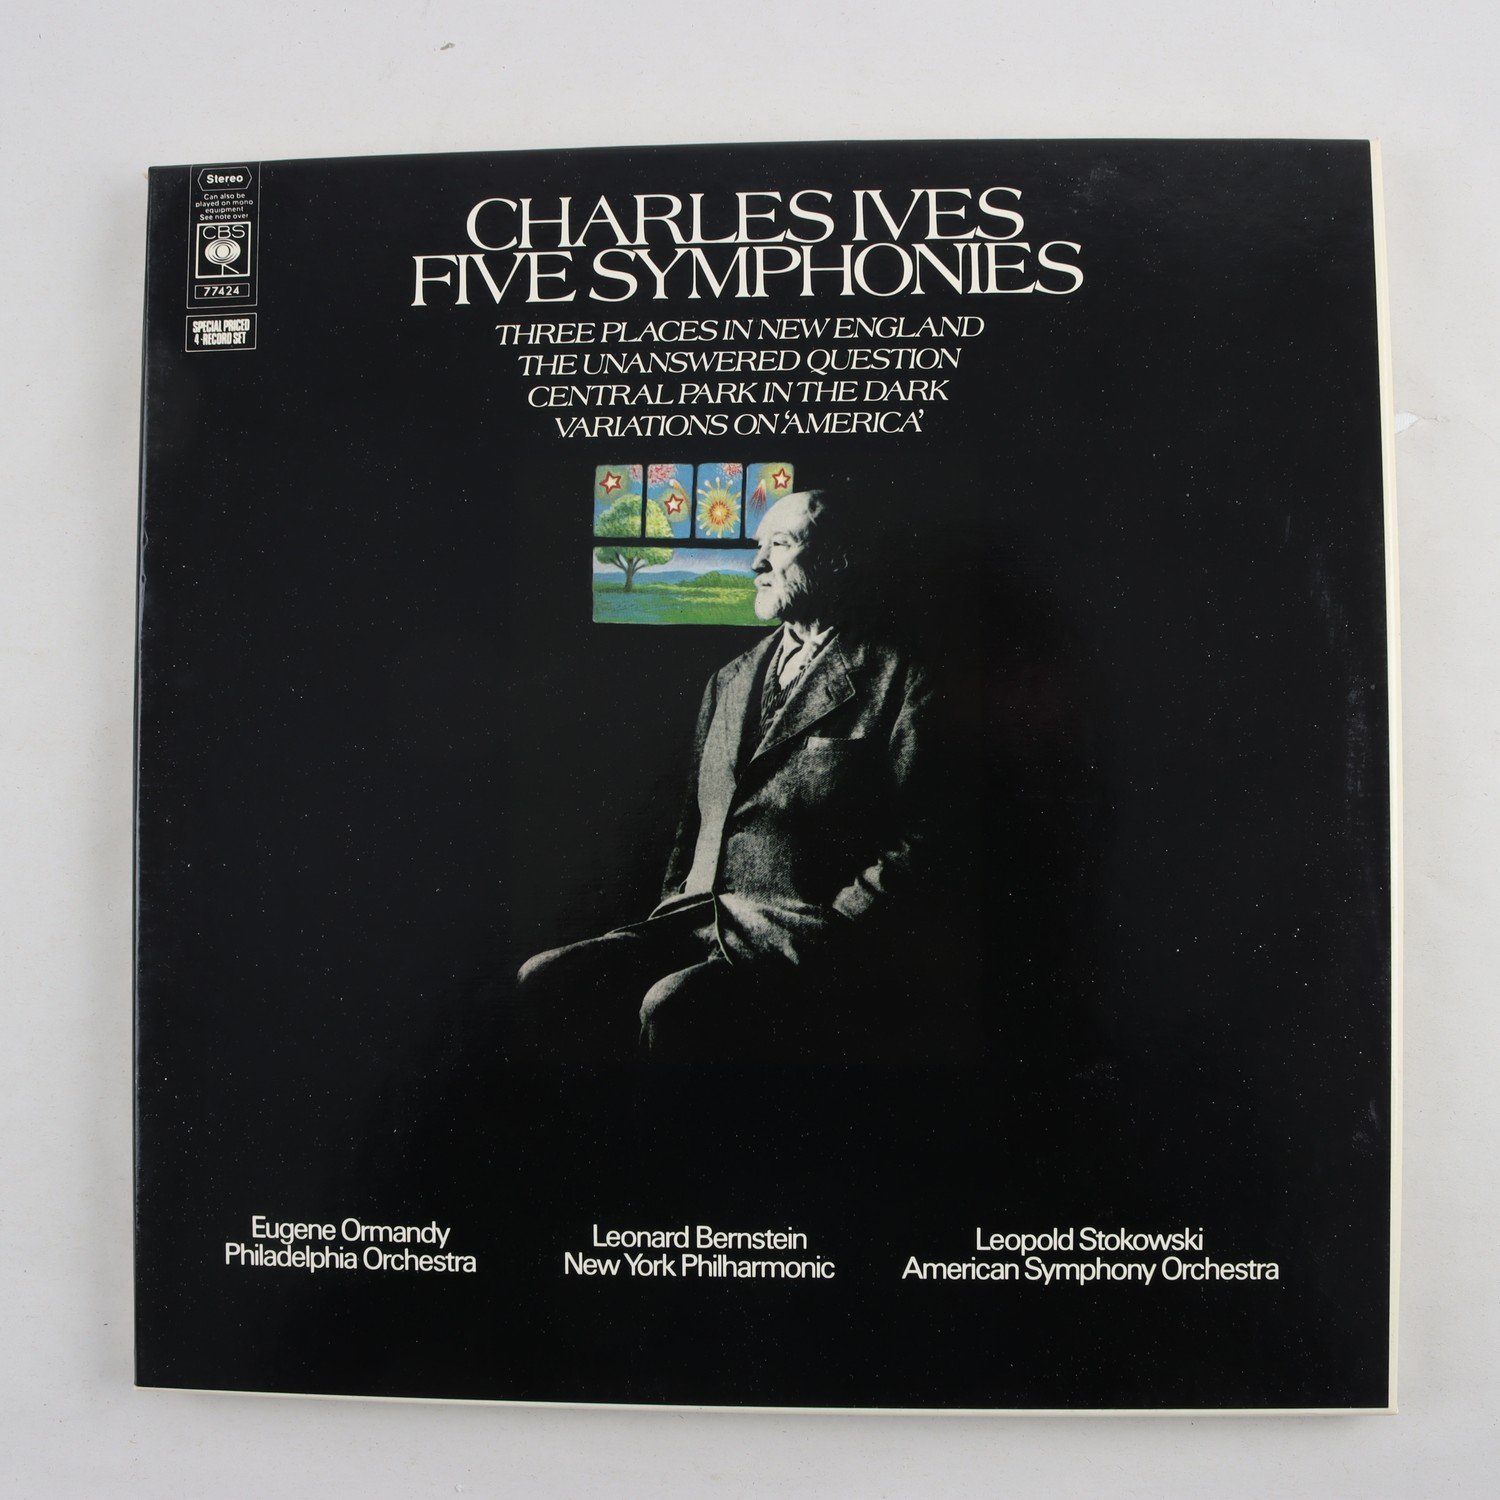 Stereo
Can also be
played on mono
equipment
See note over
CBS
77424
SPECIAL PRICED
4-RECORD SET
CHARLES IVES
FIVE SYMPHONIES
THREE PLACES IN NEW ENGLAND
THE UNANSWERED QUESTION
CENTRAL PARK IN THE DARK
VARIATIONS ON 'AMERICA'
Eugene Ormandy
Philadelphia Orchestra
Leonard Bernstein
New York Philharmonic
Leopold Stokowski
American Symphony Orchestra